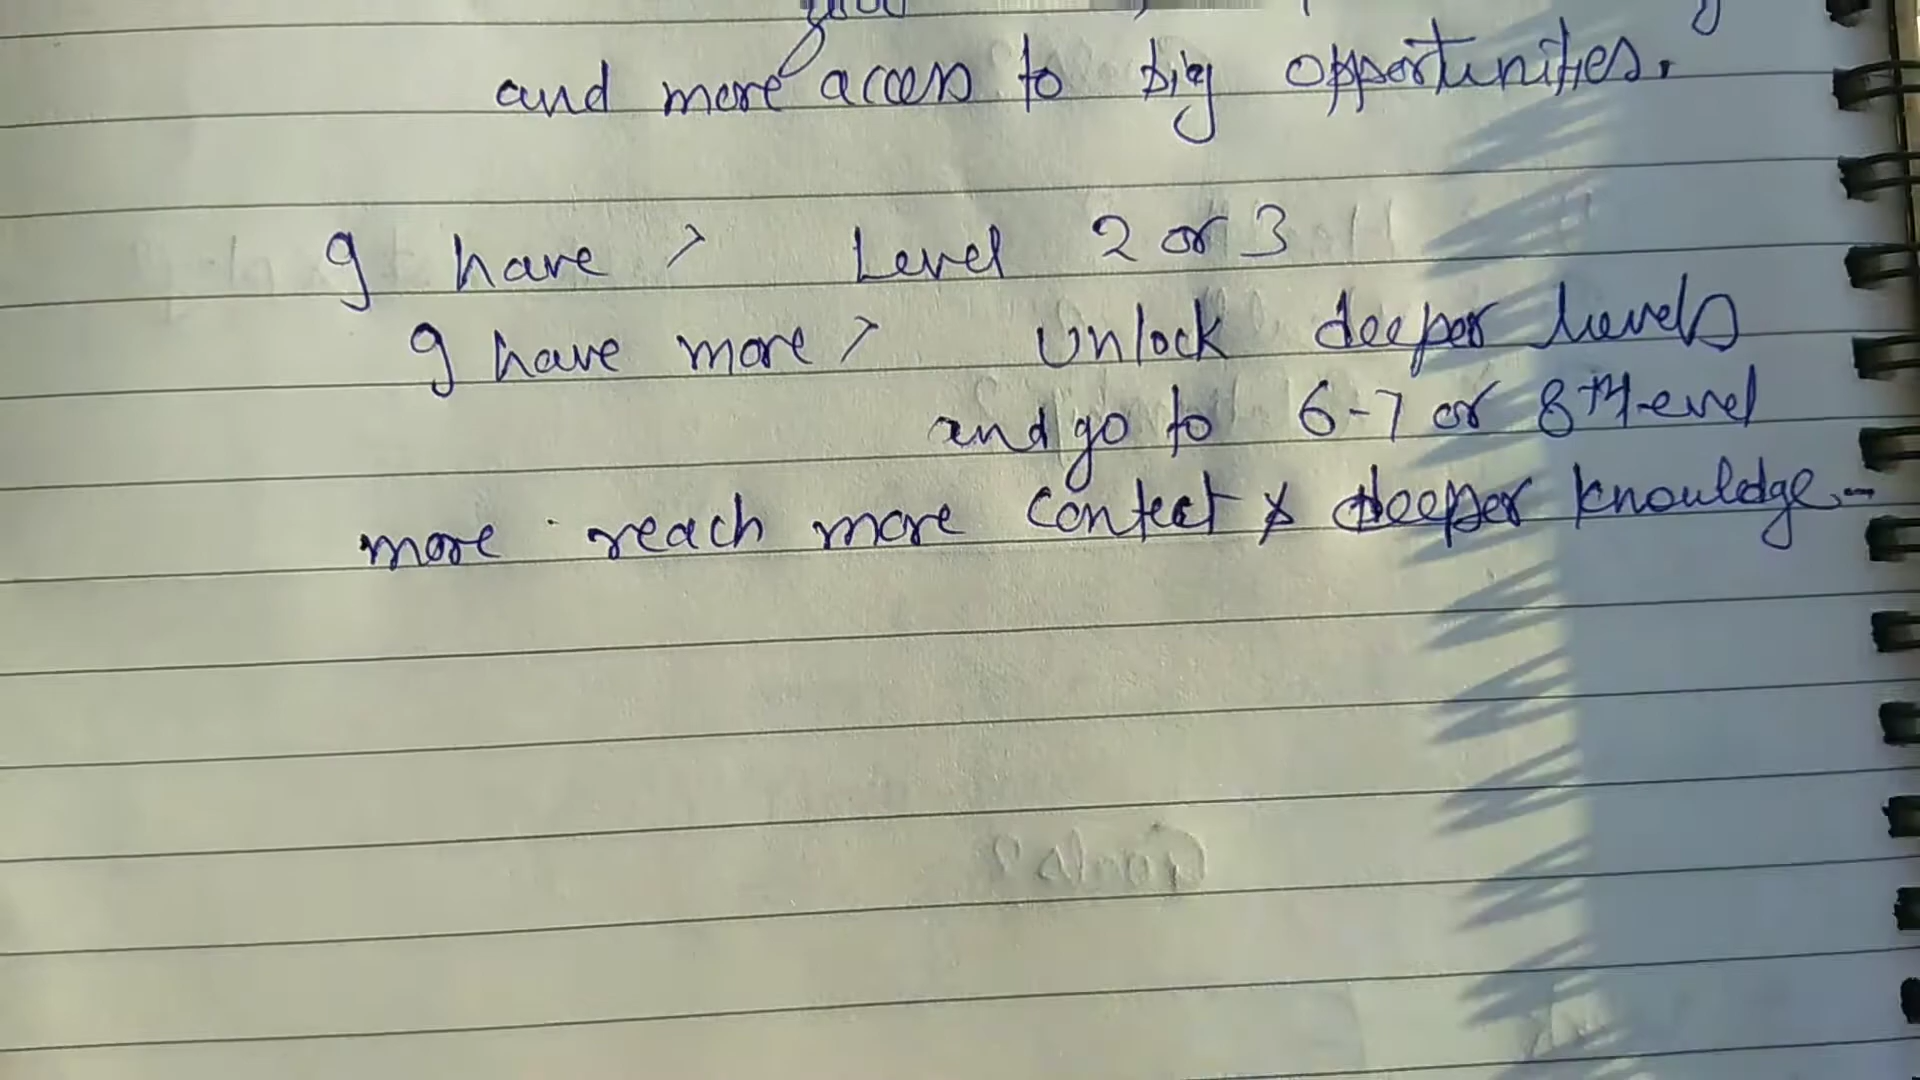 and more access to big opportunities.
I have > Level 2 or 3
I have more > Unlock deeper levels
and go to 6-7 or 8th level
more reach more contect & deeper knowledge.-